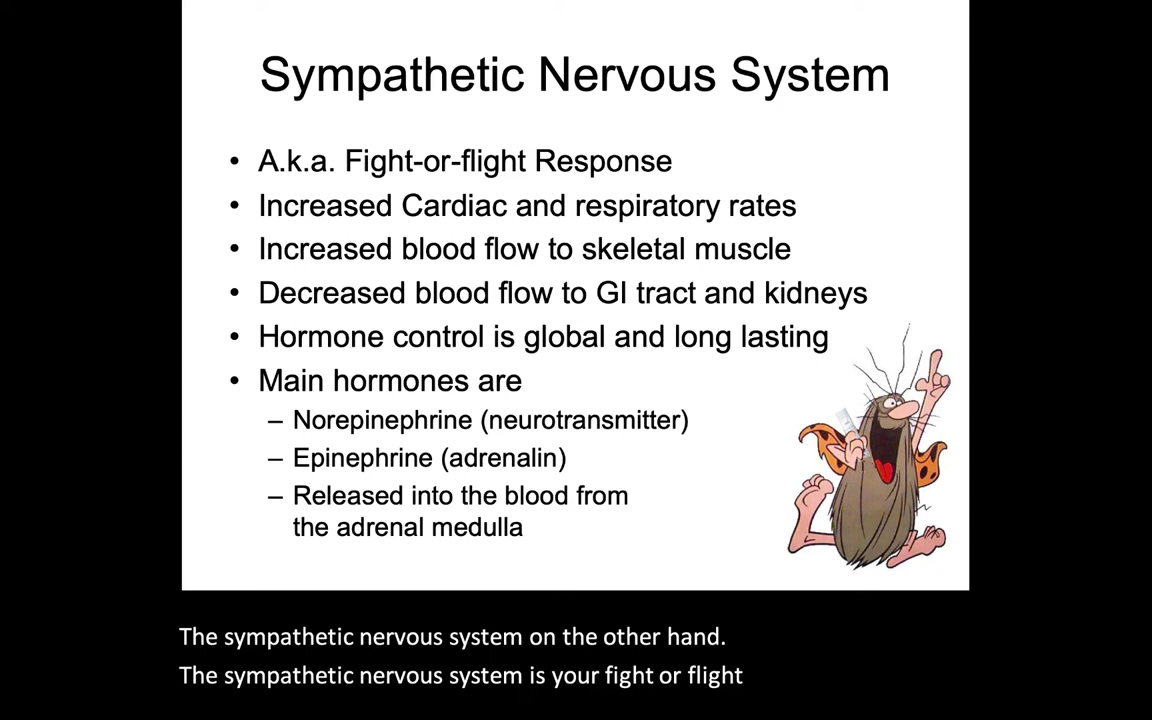 Sympathetic Nervous System
• A.k.a. Fight-or-flight Response
• Increased Cardiac and respiratory rates
• Increased blood flow to skeletal muscle
• Decreased blood flow to GI tract and kidneys
• Hormone control is global and long lasting
• Main hormones are
– Norepinephrine (neurotransmitter)
– Epinephrine (adrenalin)
– Released into the blood from
the adrenal medulla
The sympathetic nervous system on the other hand.
The sympathetic nervous system is your fight or flight